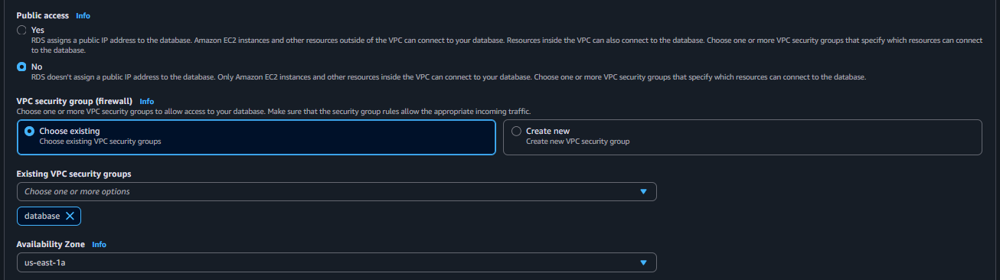 Public access Info
Yes
RDS assigns a public IP address to the database. Amazon EC2 instances and other resources outside of the VPC can connect to your database. Resources inside the VPC can also connect to the database. Choose one or more VPC security groups that specify which resources can connect
to the database.
No
RDS doesn't assign a public IP address to the database. Only Amazon EC2 instances and other resources inside the VPC can connect to your database. Choose one or more VPC security groups that specify which resources can connect to the database.
VPC security group (firewall) Info
Choose one or more VPC security groups to allow access to your database. Make sure that the security group rules allow the appropriate incoming traffic.
Choose existing
Choose existing VPC security groups
Create new
Create new VPC security group
Existing VPC security groups
Choose one or more options
database
Availability Zone Info
us-east-1a